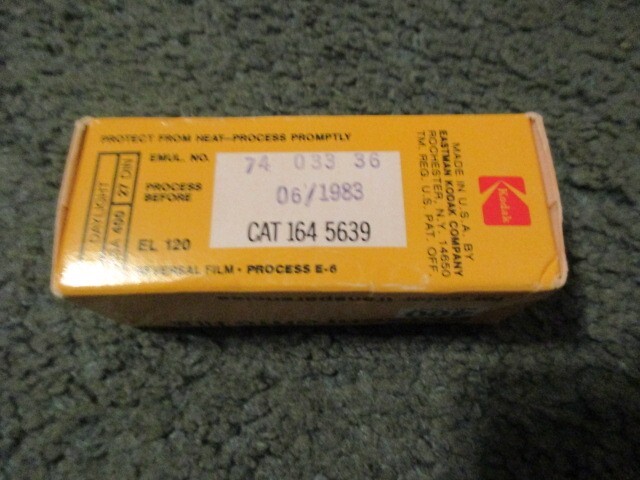 PROTECT FROM HEAT—PROCESS PROMPTLY
DAYLIGHT
400 27 DIN
EMUL. NO.
74 033 36
PROCESS
BEFORE
06/1983
CAT 164 5639
EL 120
REVERSAL FILM • PROCESS E-6
MADE IN U.S.A. BY
EASTMAN KODAK COMPANY
ROCHESTER, N.Y. 14650
TM. REG. U.S. PAT. OFF.
Kodak